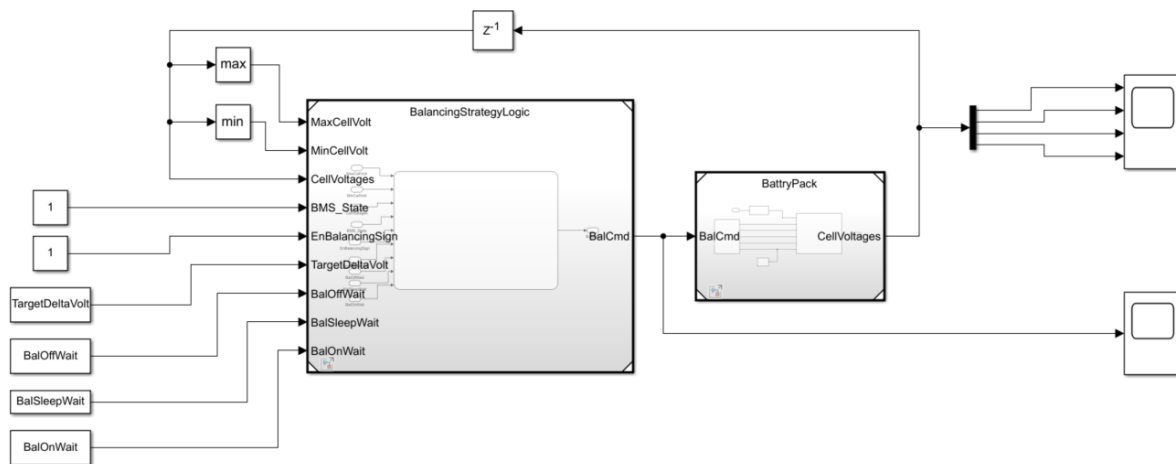 Z-1
max
min
BalancingStrategyLogic
MaxCellVolt
MinCellVolt
CellVoltages
BMS_State
EnBalancingSign
TargetDeltaVolt
BalOffWait
BalSleepWait
BalOnWait
BalCmd
1
1
TargetDeltaVolt
BalOffWait
BalSleepWait
BalOnWait
BattryPack
BalCmd
CellVoltages